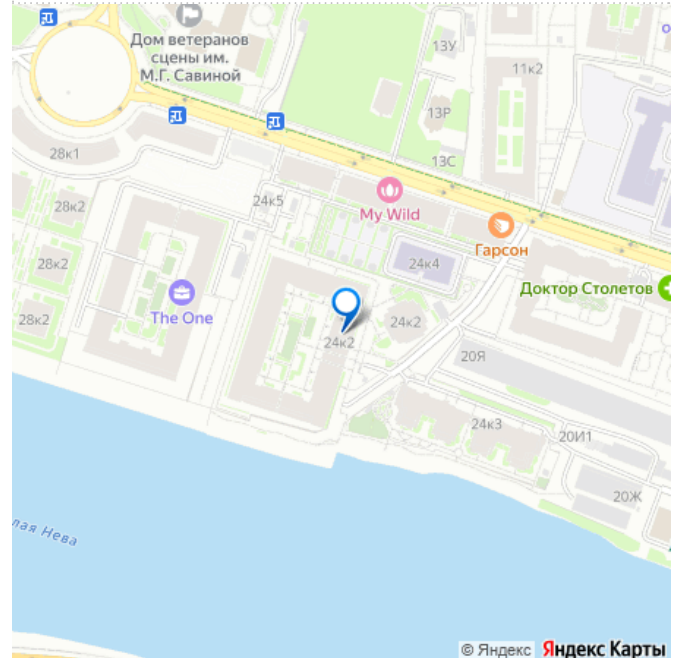 Дом ветеранов
сцены им.
М.Г. Савиной
13У
11к2
13Р
13С
28к1
28к2
24к5
My Wild
Гарсон
28к2
24к4
Доктор Столетов
The One
28к2
24к2
24к2
20Я
24к3
20И1
20Ж
лая Нева
© Яндекс Яндекс Карты